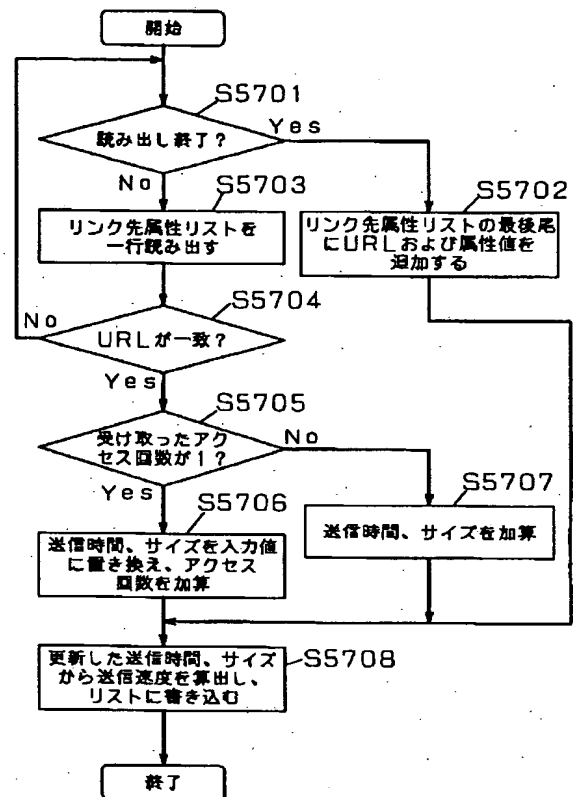 開始
S5701
読み出し終了?
Yes
No
S5703
S5702
リンク先属性リストを
一行読み出す
リンク先属性リストの最後尾
にURLおよび属性値を
追加する
S5704
No
URLが一致?
Yes
S5705
受け取ったアク
セス回数が1?
No
Yes
S5706
S5707
送信時間、サイズを入力値
に置き換え、アクセス
回数を加算
送信時間、サイズを加算
更新した送信時間、サイズ
から送信速度を算出し、
リストに書き込む
S5708
終了